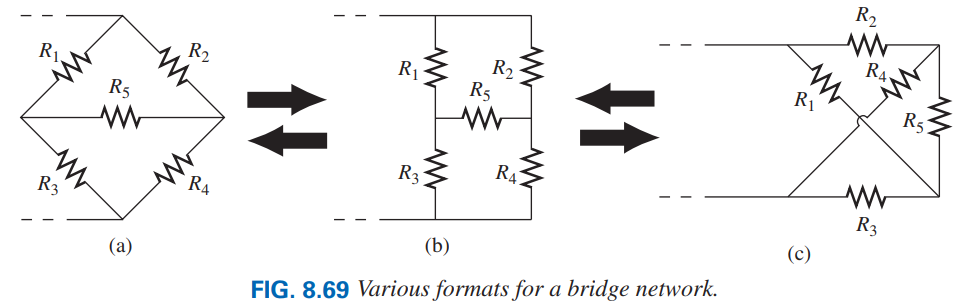 R1
R2
R5
R3
R4
(a)
R1
R2
R5
R3
R4
(b)
R2
R4
R1
R5
R3
(c)
FIG. 8.69 Various formats for a bridge network.